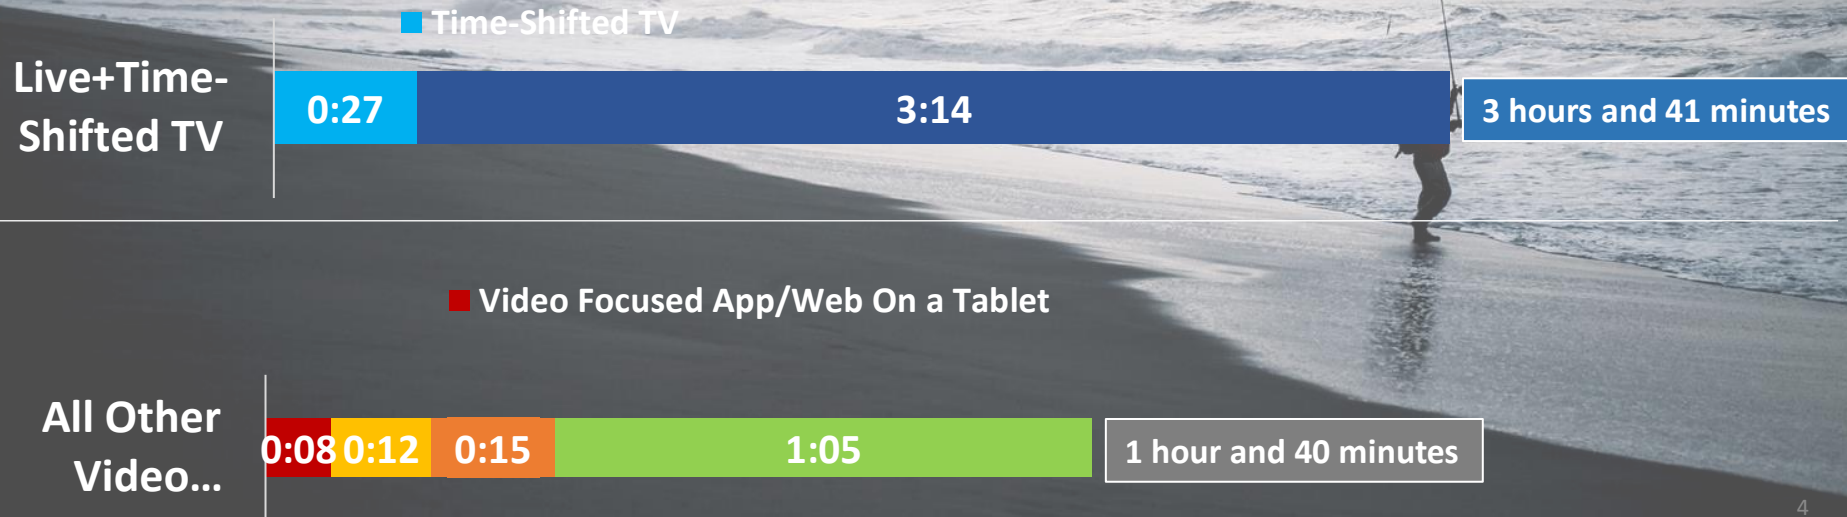 Time-Shifted TV
Live+Time-
Shifted TV
0:27
3:14
3 hours and 41 minutes
Video Focused App/Web On a Tablet
All Other
Video...
0:08
0:12
0:15
1:05
1 hour and 40 minutes
4